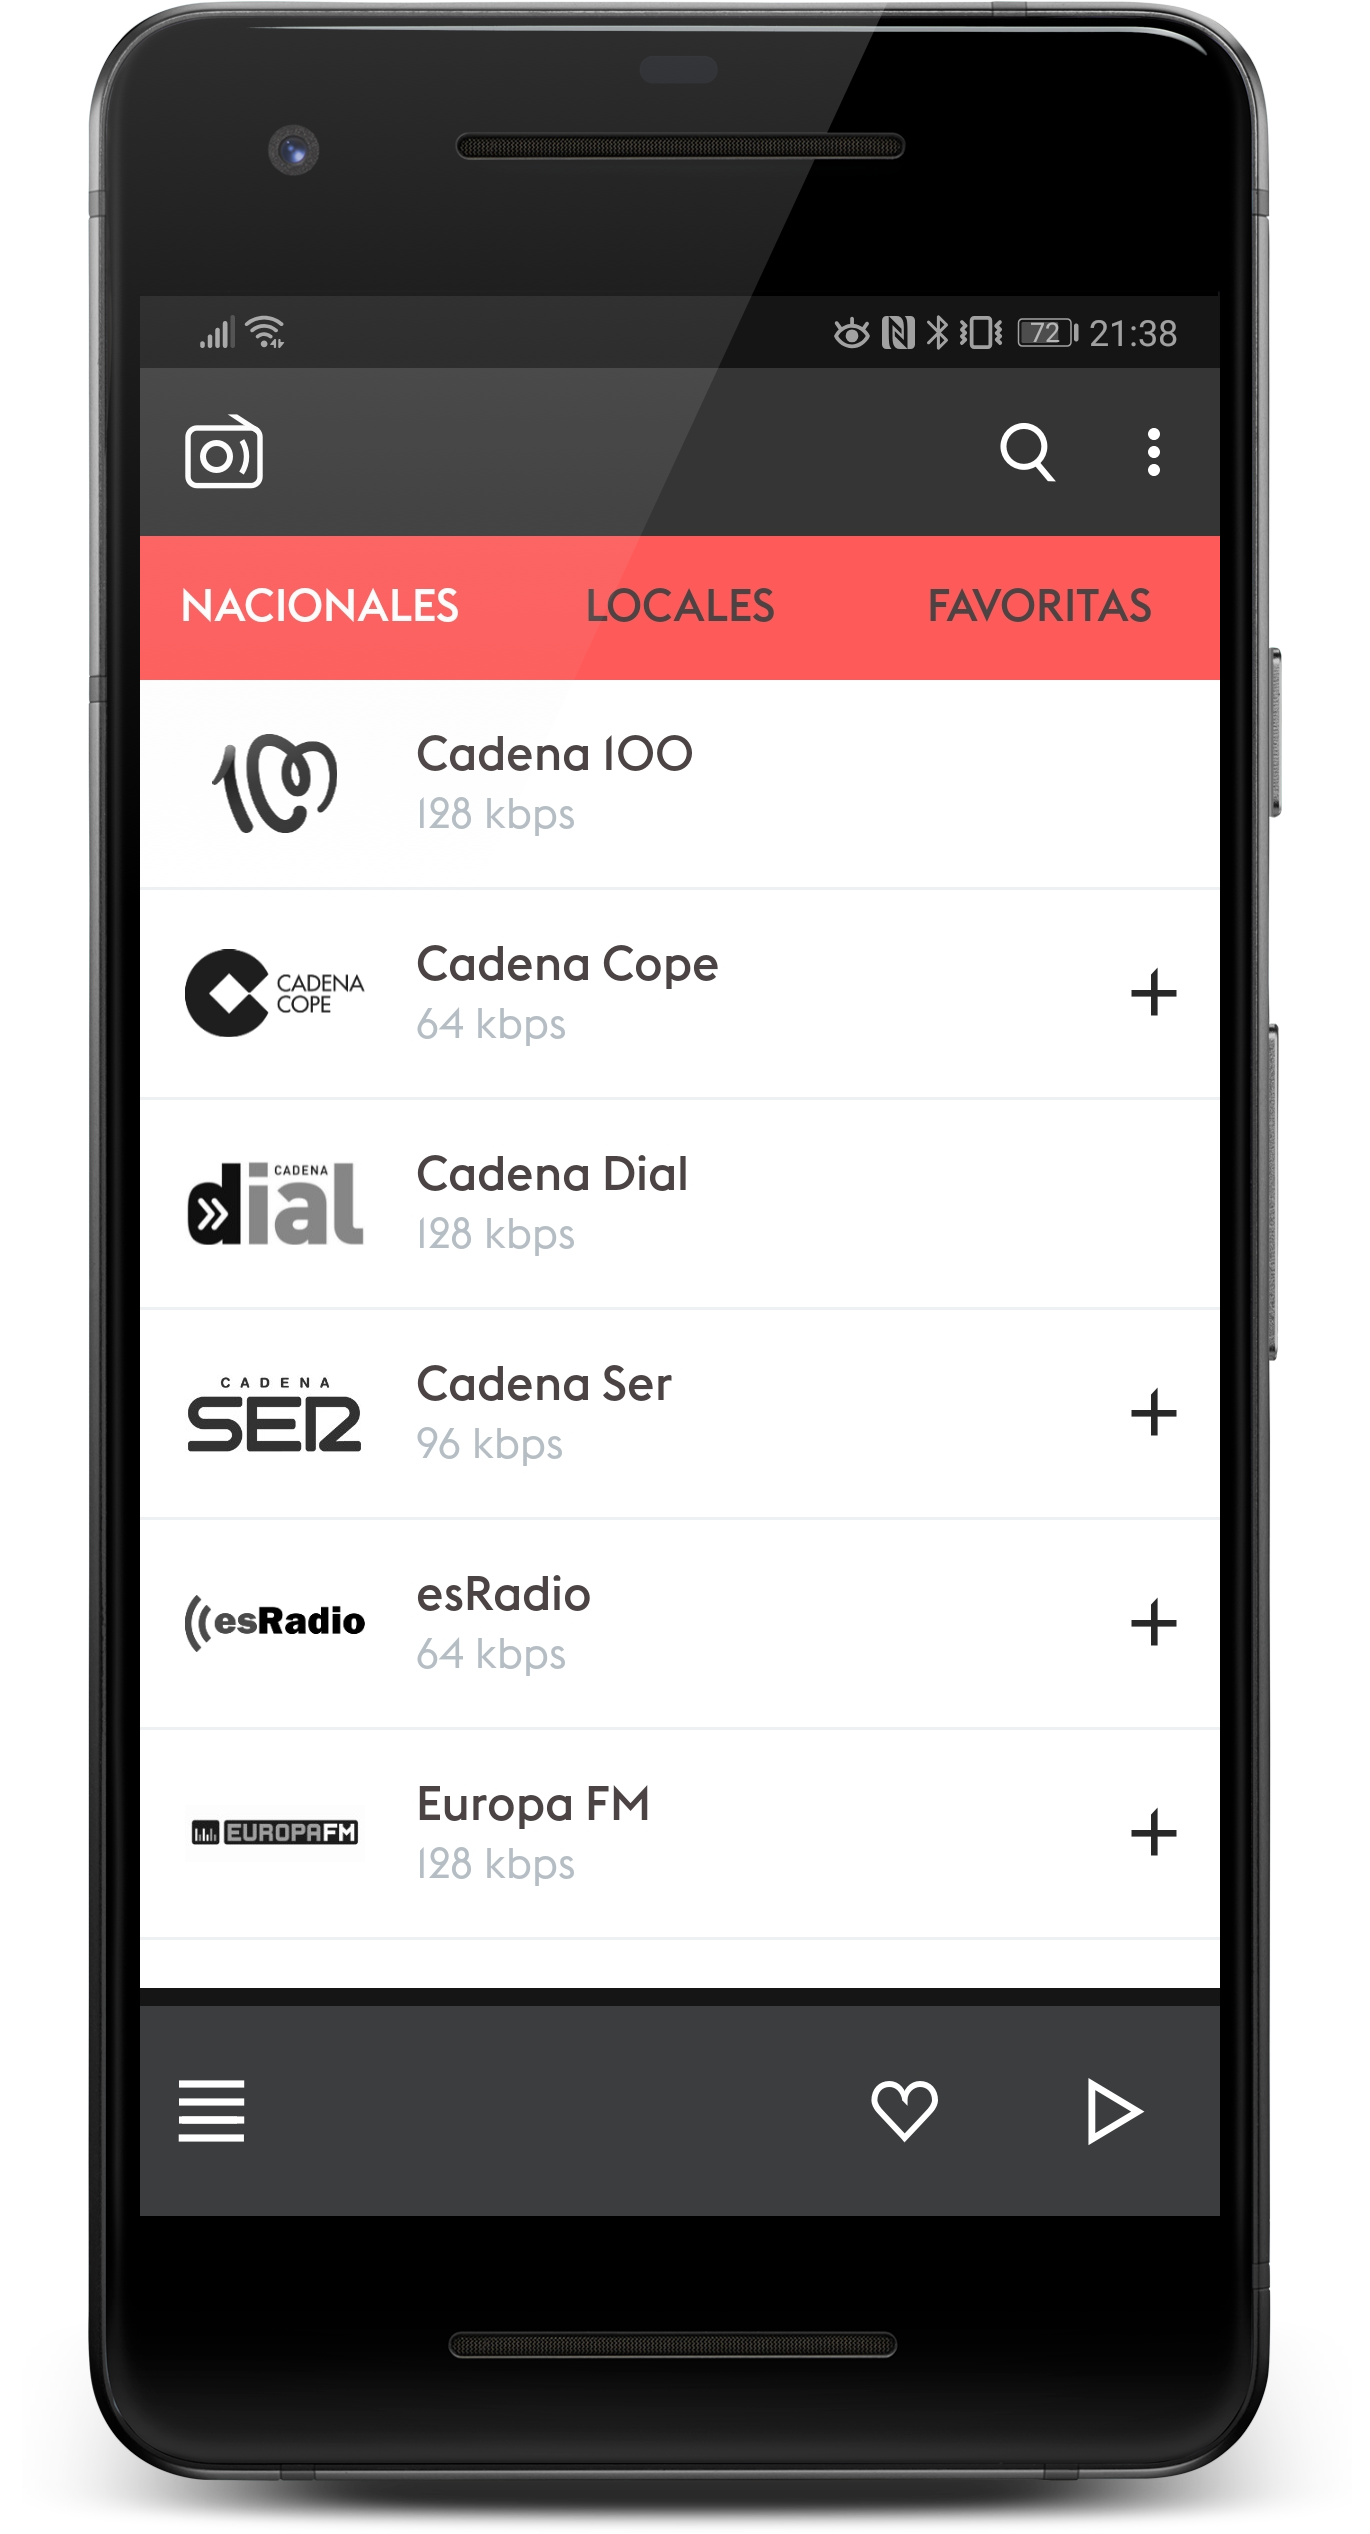 72 21:38
NACIONALES LOCALES FAVORITAS
100
Cadena 100
128 kbps
CADENA
COPE
Cadena Cope
64 kbps
CADENA
dial
Cadena Dial
128 kbps
CADENA
SER
Cadena Ser
96 kbps
esRadio
esRadio
64 kbps
EUROPAFM
Europa FM
128 kbps